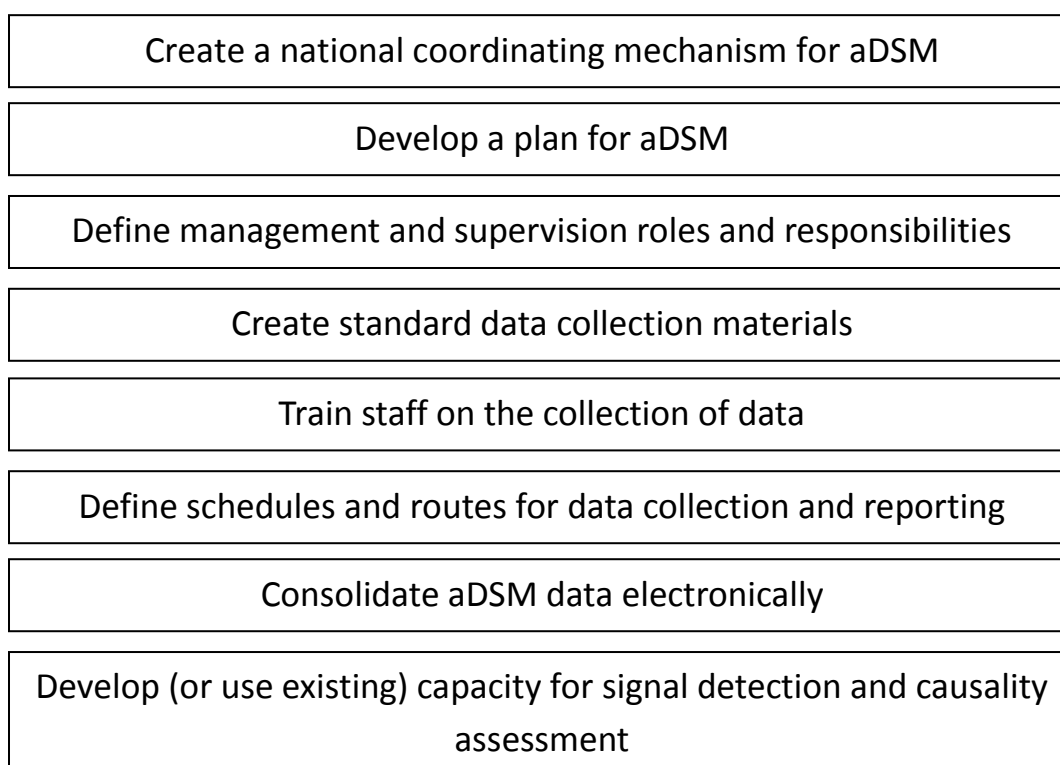 Create a national coordinating mechanism for aDSM
Develop a plan for aDSM
Define management and supervision roles and responsibilities
Create standard data collection materials
Train staff on the collection of data
Define schedules and routes for data collection and reporting
Consolidate aDSM data electronically
Develop (or use existing) capacity for signal detection and causality
assessment